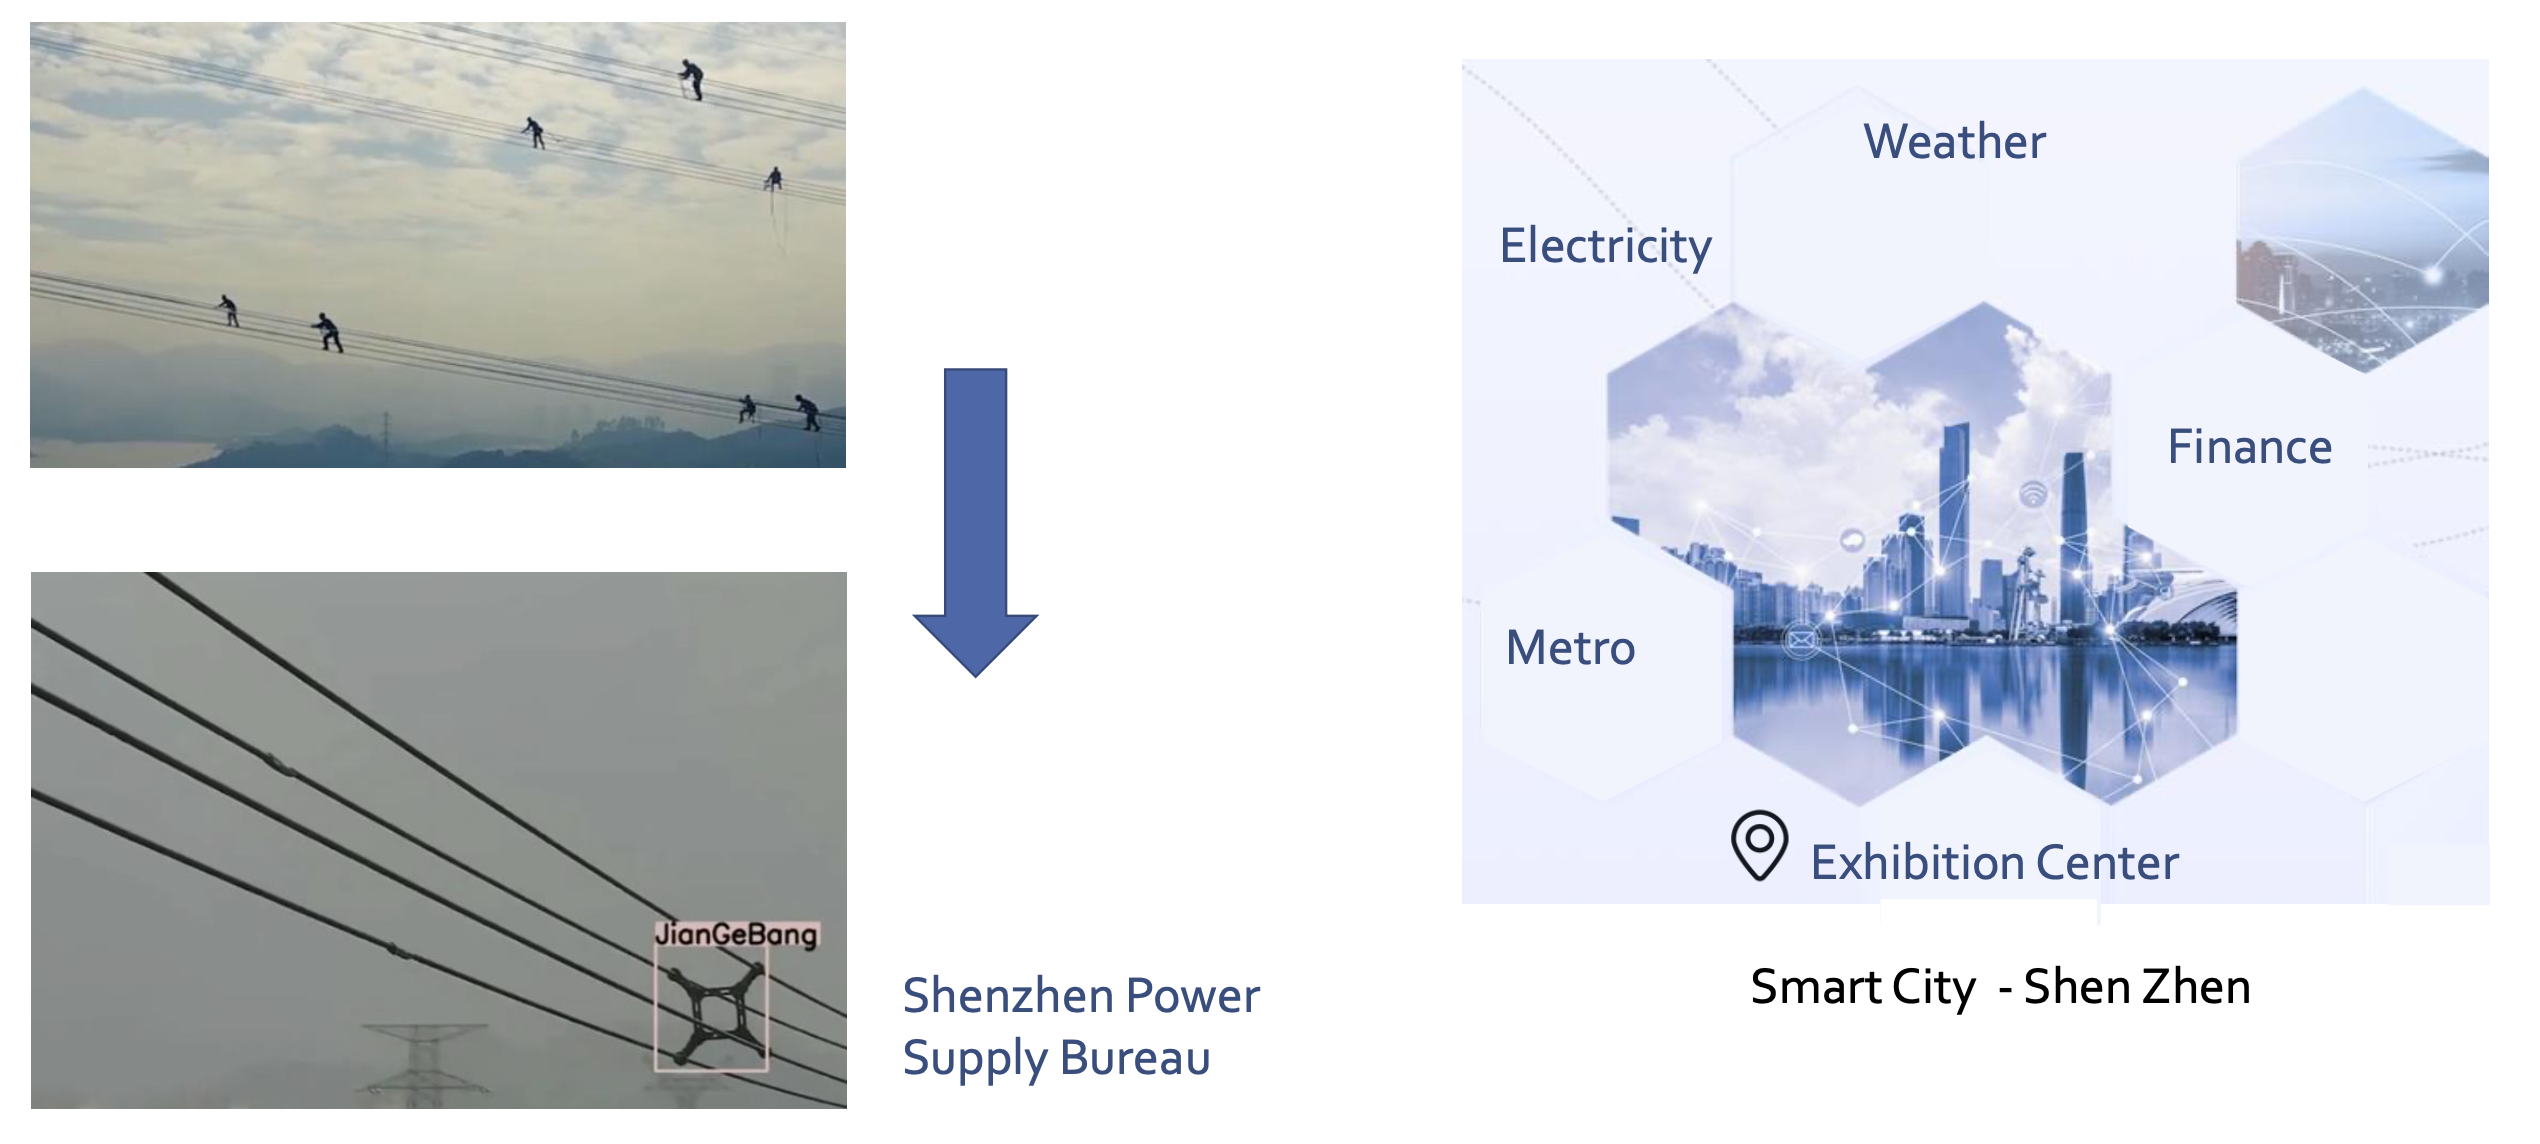 JianGeBang
Shenzhen Power
Supply Bureau
Weather
Electricity
Finance
Metro
Exhibition Center
Smart City - Shen Zhen